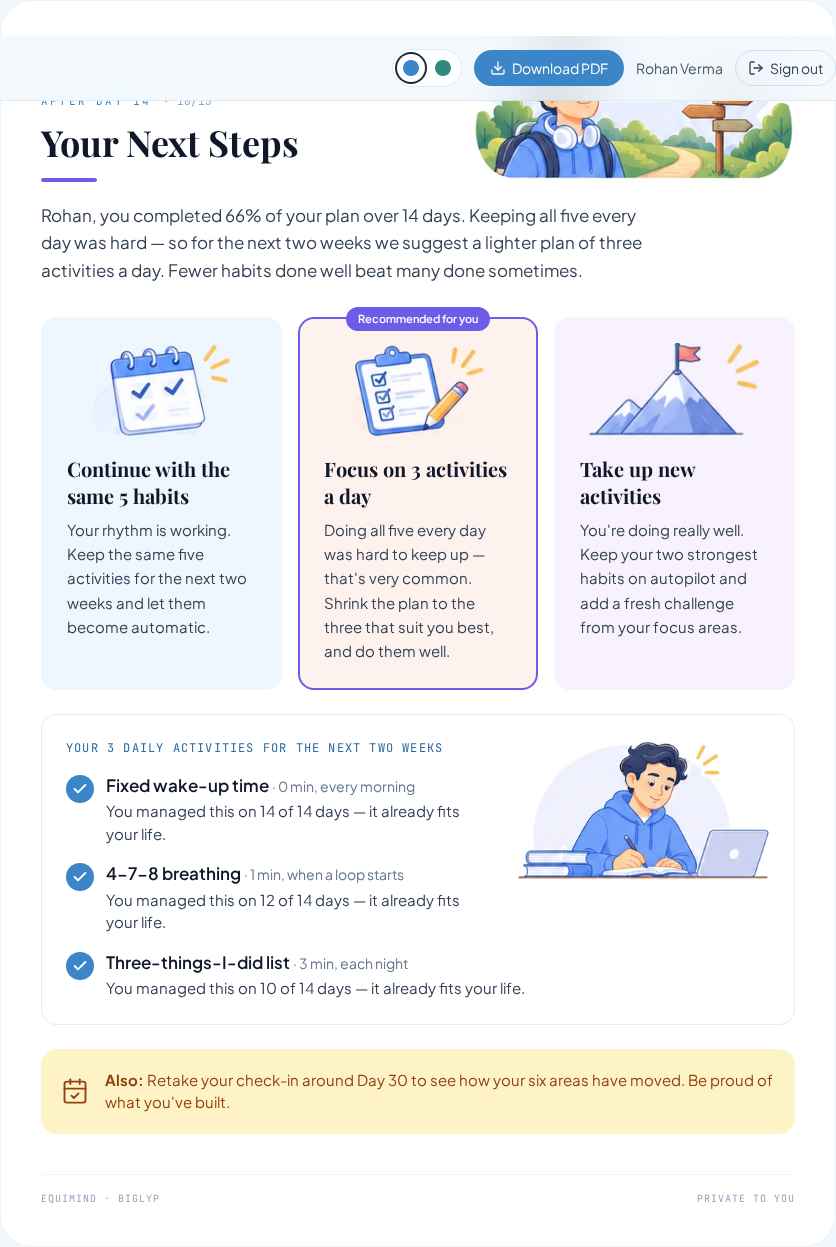 Download PDF
Rohan Verma
Sign out
AFTER DAY 14 · 10/15
Your Next Steps
Rohan, you completed 66% of your plan over 14 days. Keeping all five every
day was hard — so for the next two weeks we suggest a lighter plan of three
activities a day. Fewer habits done well beat many done sometimes.
Continue with the
same 5 habits
Your rhythm is working.
Keep the same five
activities for the next two
weeks and let them
become automatic.
Recommended for you
Focus on 3 activities
a day
Doing all five every day
was hard to keep up —
that's very common.
Shrink the plan to the
three that suit you best,
and do them well.
Take up new
activities
You're doing really well.
Keep your two strongest
habits on autopilot and
add a fresh challenge
from your focus areas.
YOUR 3 DAILY ACTIVITIES FOR THE NEXT TWO WEEKS
Fixed wake-up time · 0 min, every morning
You managed this on 14 of 14 days — it already fits
your life.
4–7–8 breathing · 1 min, when a loop starts
You managed this on 12 of 14 days — it already fits
your life.
Three-things-I-did list · 3 min, each night
You managed this on 10 of 14 days — it already fits your life.
Also: Retake your check-in around Day 30 to see how your six areas have moved. Be proud of
what you've built.
EQUIMIND · BIGLYP
PRIVATE TO YOU